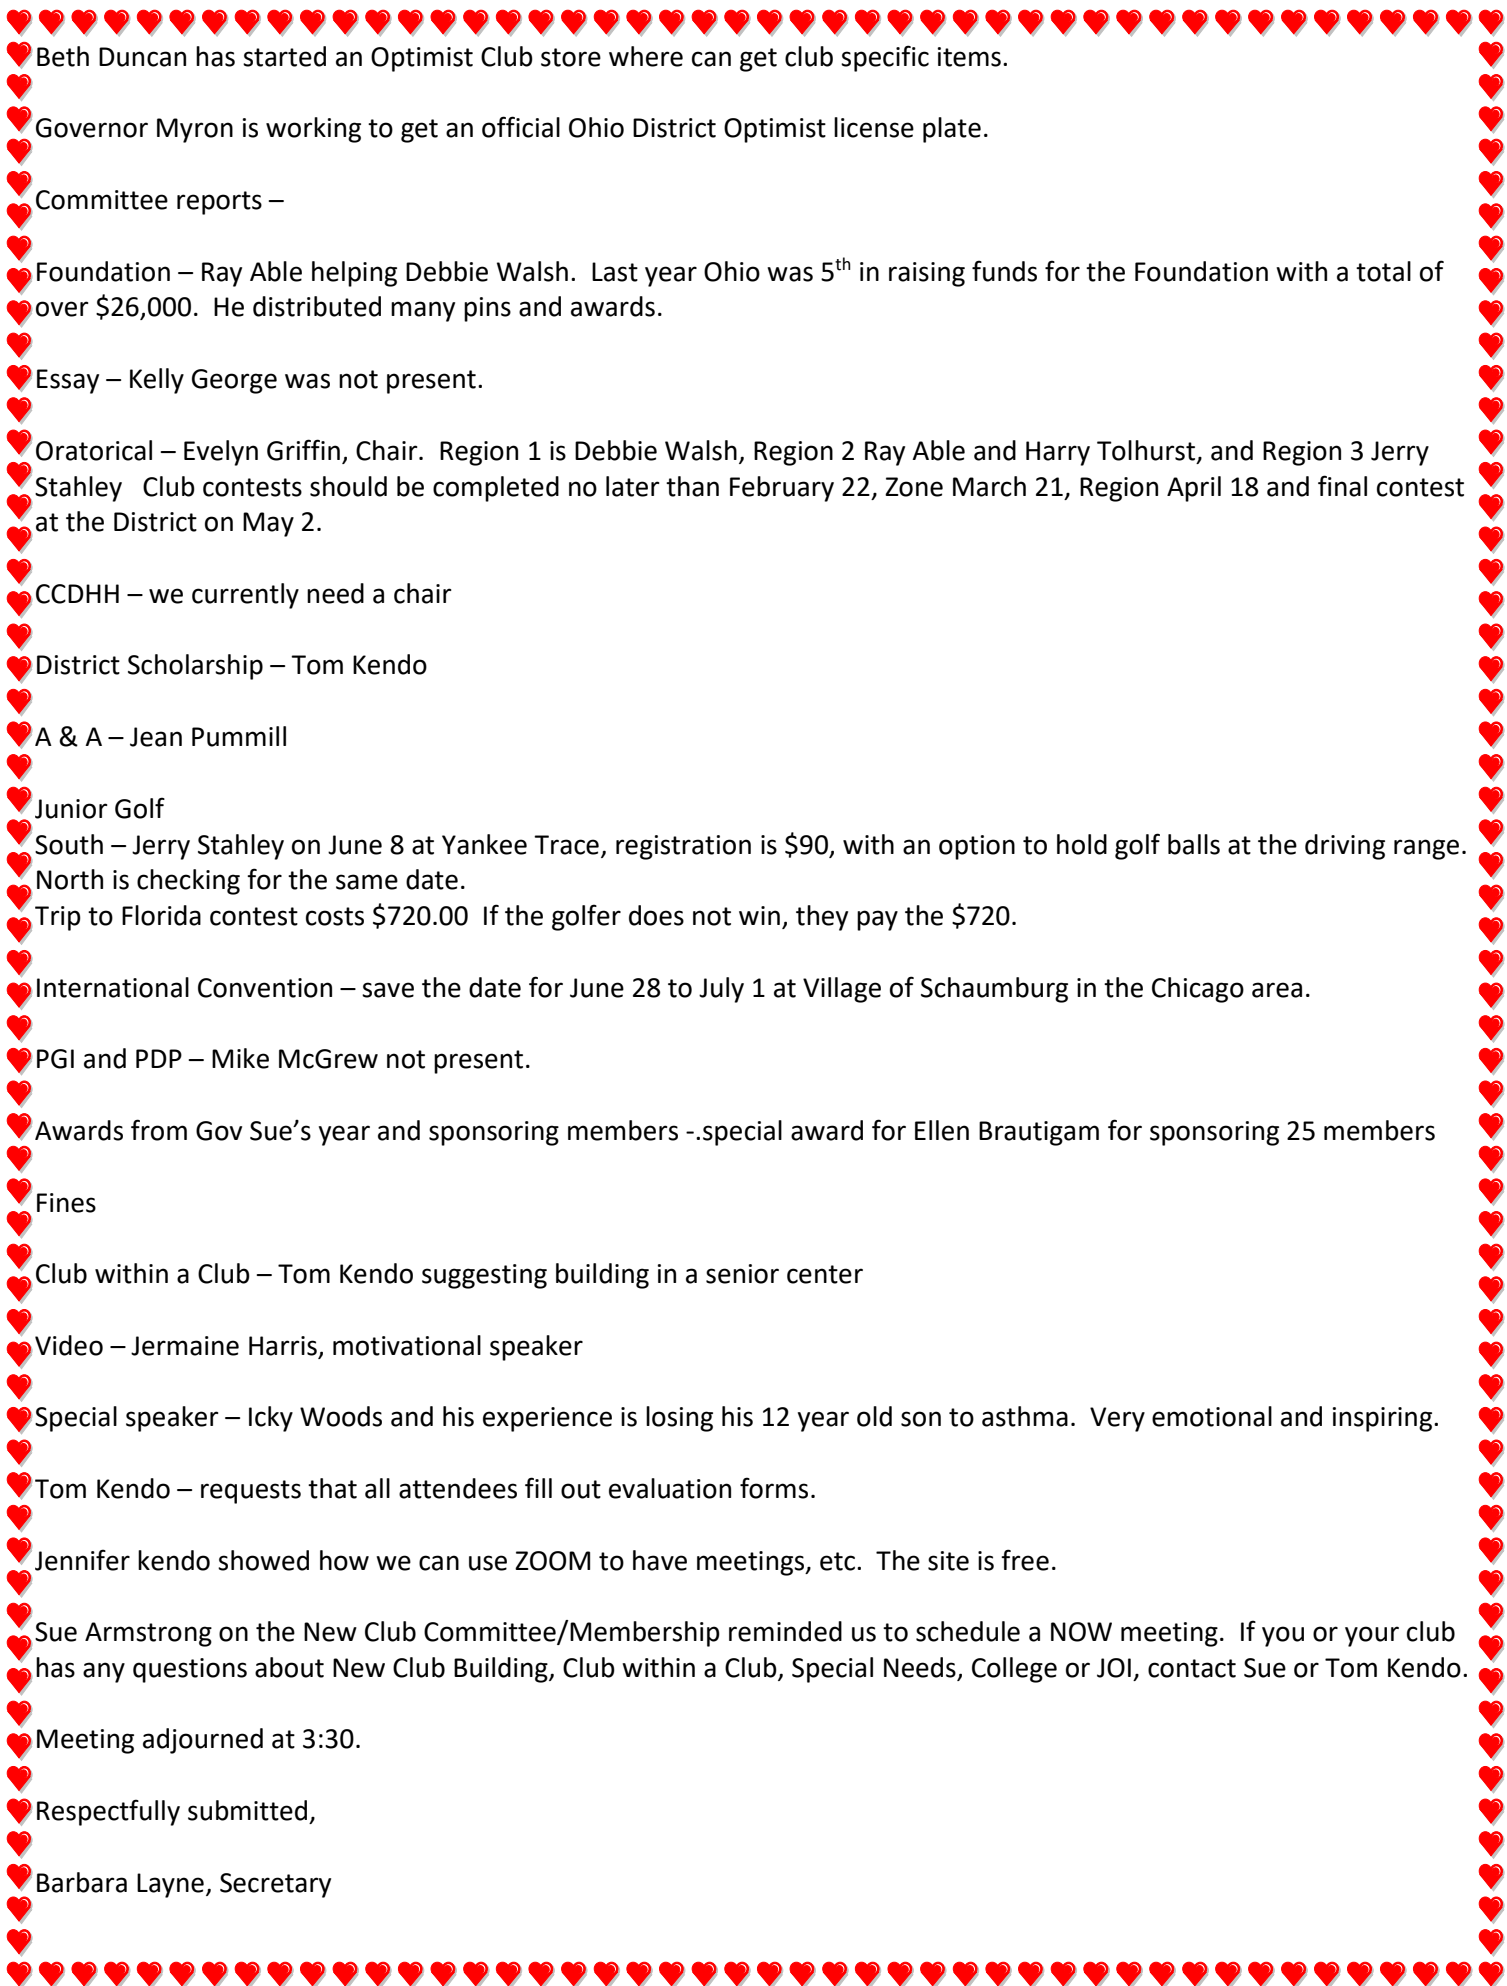 Beth Duncan has started an Optimist Club store where can get club specific items.
Governor Myron is working to get an official Ohio District Optimist license plate.
Committee reports –
Foundation – Ray Able helping Debbie Walsh.  Last year Ohio was 5th in raising funds for the Foundation with a total of
over $26,000.  He distributed many pins and awards.
Essay – Kelly George was not present.
Oratorical – Evelyn Griffin, Chair.  Region 1 is Debbie Walsh, Region 2 Ray Able and Harry Tolhurst, and Region 3 Jerry
Stahley   Club contests should be completed no later than February 22, Zone March 21, Region April 18 and final contest
at the District on May 2.
CCDHH – we currently need a chair
District Scholarship – Tom Kendo
A & A – Jean Pummill
Junior Golf
South – Jerry Stahley on June 8 at Yankee Trace, registration is $90, with an option to hold golf balls at the driving range.
North is checking for the same date.
Trip to Florida contest costs $720.00  If the golfer does not win, they pay the $720.
International Convention – save the date for June 28 to July 1 at Village of Schaumburg in the Chicago area.
PGI and PDP – Mike McGrew not present.
Awards from Gov Sue’s year and sponsoring members -.special award for Ellen Brautigam for sponsoring 25 members
Fines
Club within a Club – Tom Kendo suggesting building in a senior center
Video – Jermaine Harris, motivational speaker
Special speaker – Icky Woods and his experience is losing his 12 year old son to asthma.  Very emotional and inspiring.
Tom Kendo – requests that all attendees fill out evaluation forms.
Jennifer kendo showed how we can use ZOOM to have meetings, etc.  The site is free.
Sue Armstrong on the New Club Committee/Membership reminded us to schedule a NOW meeting.  If you or your club
has any questions about New Club Building, Club within a Club, Special Needs, College or JOI, contact Sue or Tom Kendo.
Meeting adjourned at 3:30.
Respectfully submitted,
Barbara Layne, Secretary